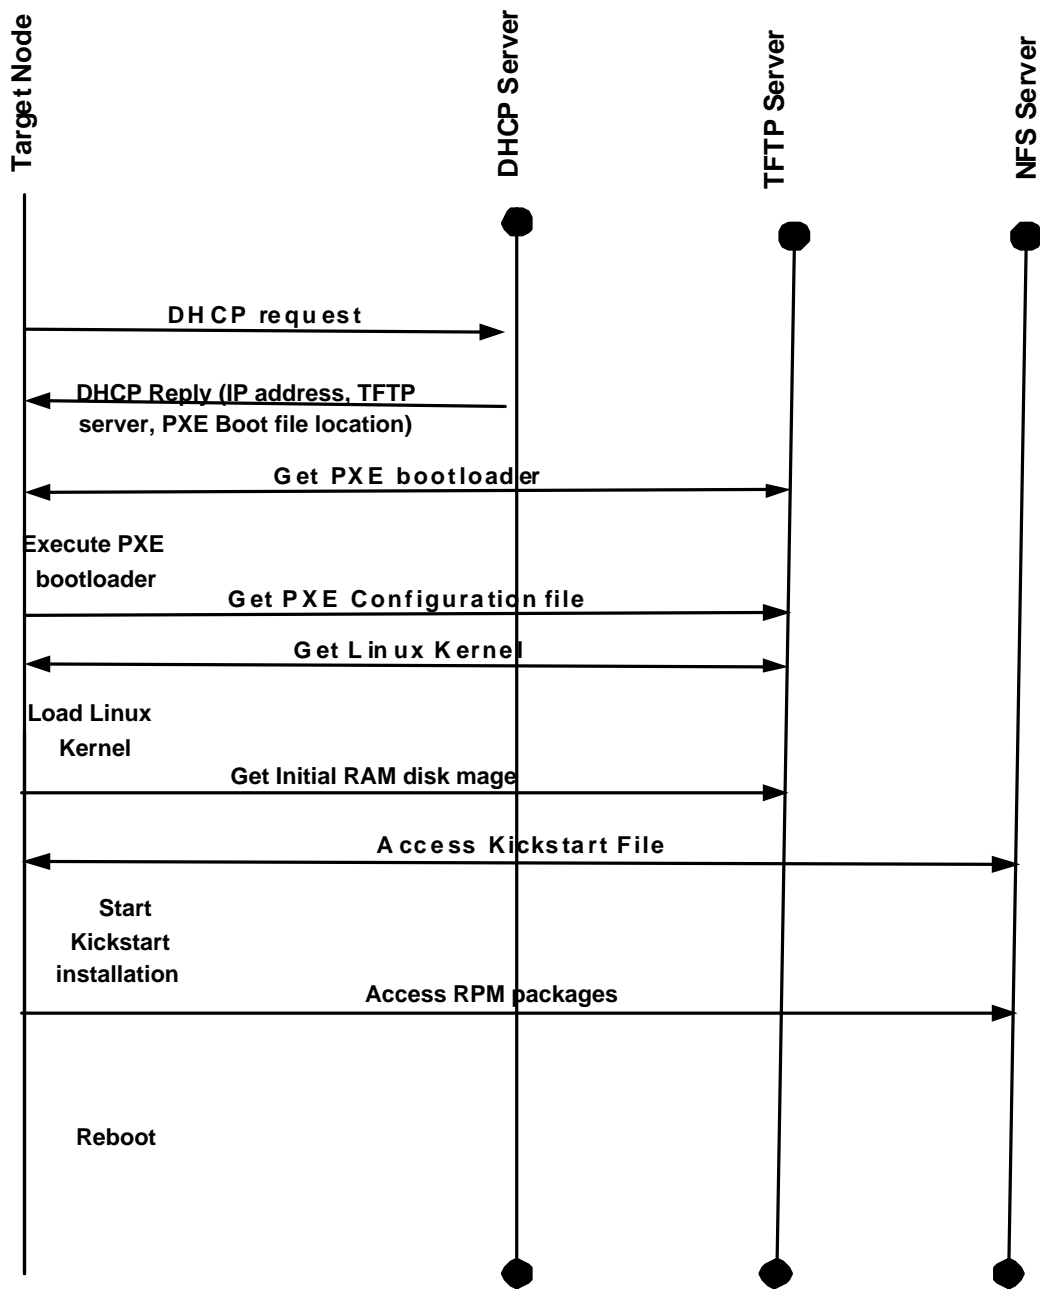 Target Node
DHCP Server
TFTP Server
NFS Server
DHCP request
DHCP Reply (IP address, TFTP
server, PXE Boot file location)
Get PXE bootloader
Execute PXE
bootloader
Get PXE Configuration file
Get Linux Kernel
Load Linux
Kernel
Get Initial RAM disk mage
Access Kickstart File
Start
Kickstart
installation
Access RPM packages
Reboot